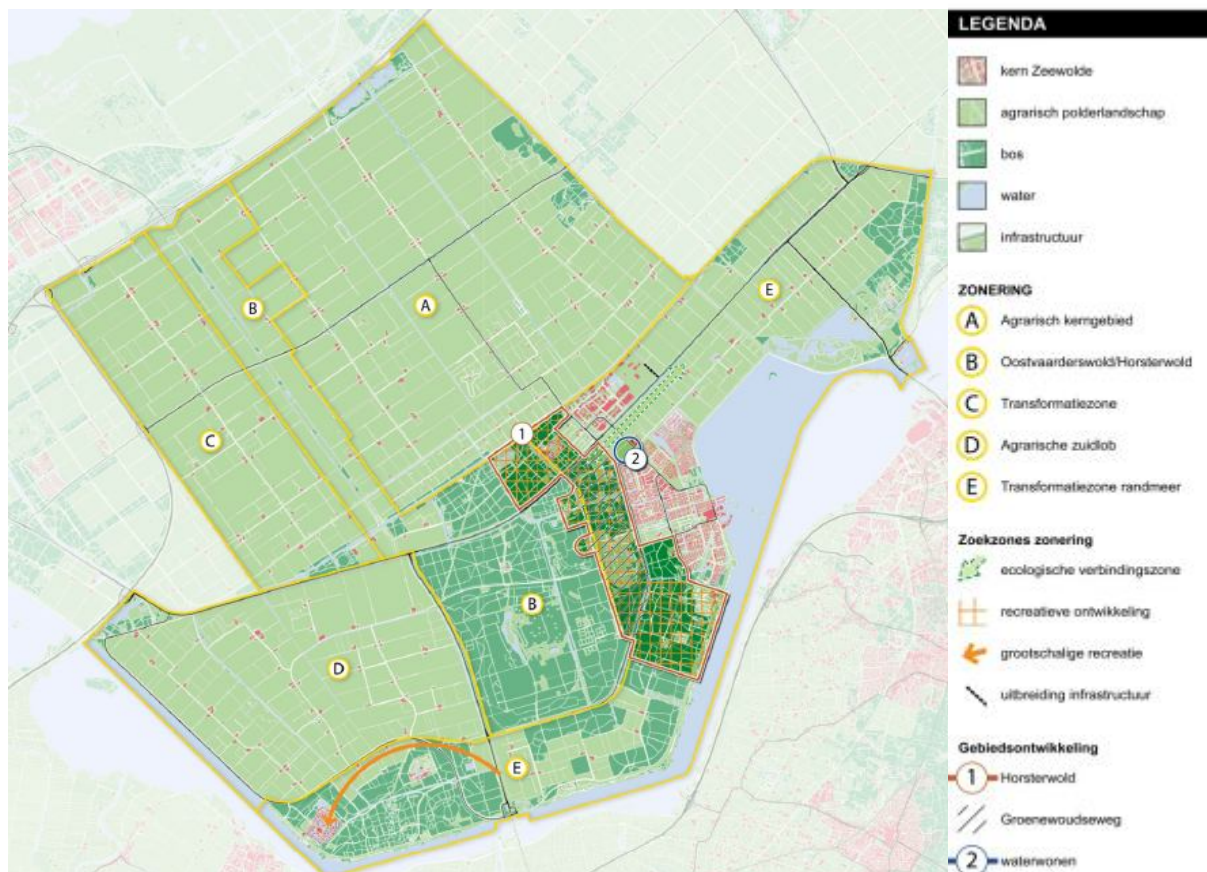 A
B
E
C
1
2
B
D
E
LEGENDA
kern Zeewolde
agrarisch polderlandschap
bos
water
infrastructuur
ZONERING
A Agrarisch kerngebied
B Oostvaarderswold/Horsterwold
C Transformatiezone
D Agrarische zuidlob
E Transformatiezone randmeer
Zoekzones zonering
ecologische verbindingszone
recreatieve ontwikkeling
grootschalige recreatie
uitbreiding infrastructuur
Gebiedsontwikkeling
1 Horsterwold
Groenewoudseweg
2 waterwonen